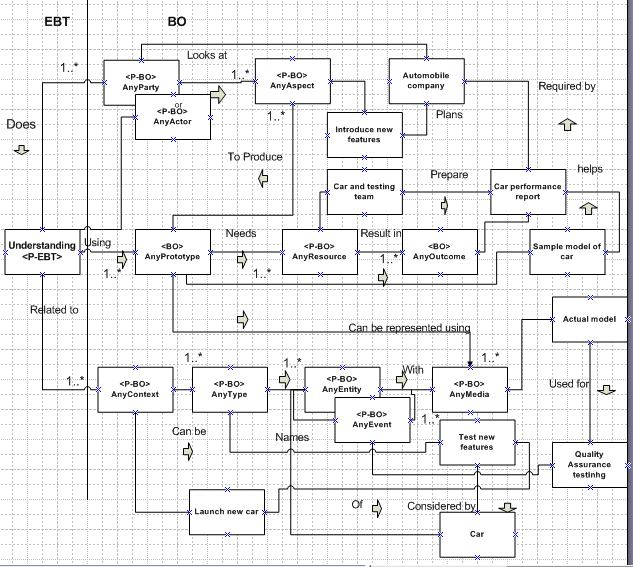 EBT
BO
Looks at
1..*
<P-BO>
AnyParty
or
<P-BO>
AnyActor
1..*
<P-BO>
AnyAspect
Automobile
company
Required by
1..*
Plans
Introduce new
features
Does
To Produce
Car and testing
team
Prepare
Car performance
report
helps
Understanding
<P-EBT>
Using
1..*
<BO>
AnyPrototype
Needs
1..*
<P-BO>
AnyResource
Result in
1..*
<BO>
AnyOutcome
Sample model of
car
Related to
Can be represented using
Actual model
1..*
<P-BO>
AnyContext
1..*
<P-BO>
AnyType
1..*
<P-BO>
AnyEntity
With
1..*
<P-BO>
AnyMedia
Used for
<P-BO>
AnyEvent
1..*
Can be
Names
Test new
features
Quality
Assurance
testinhg
Launch new car
Of
Considered by
Car